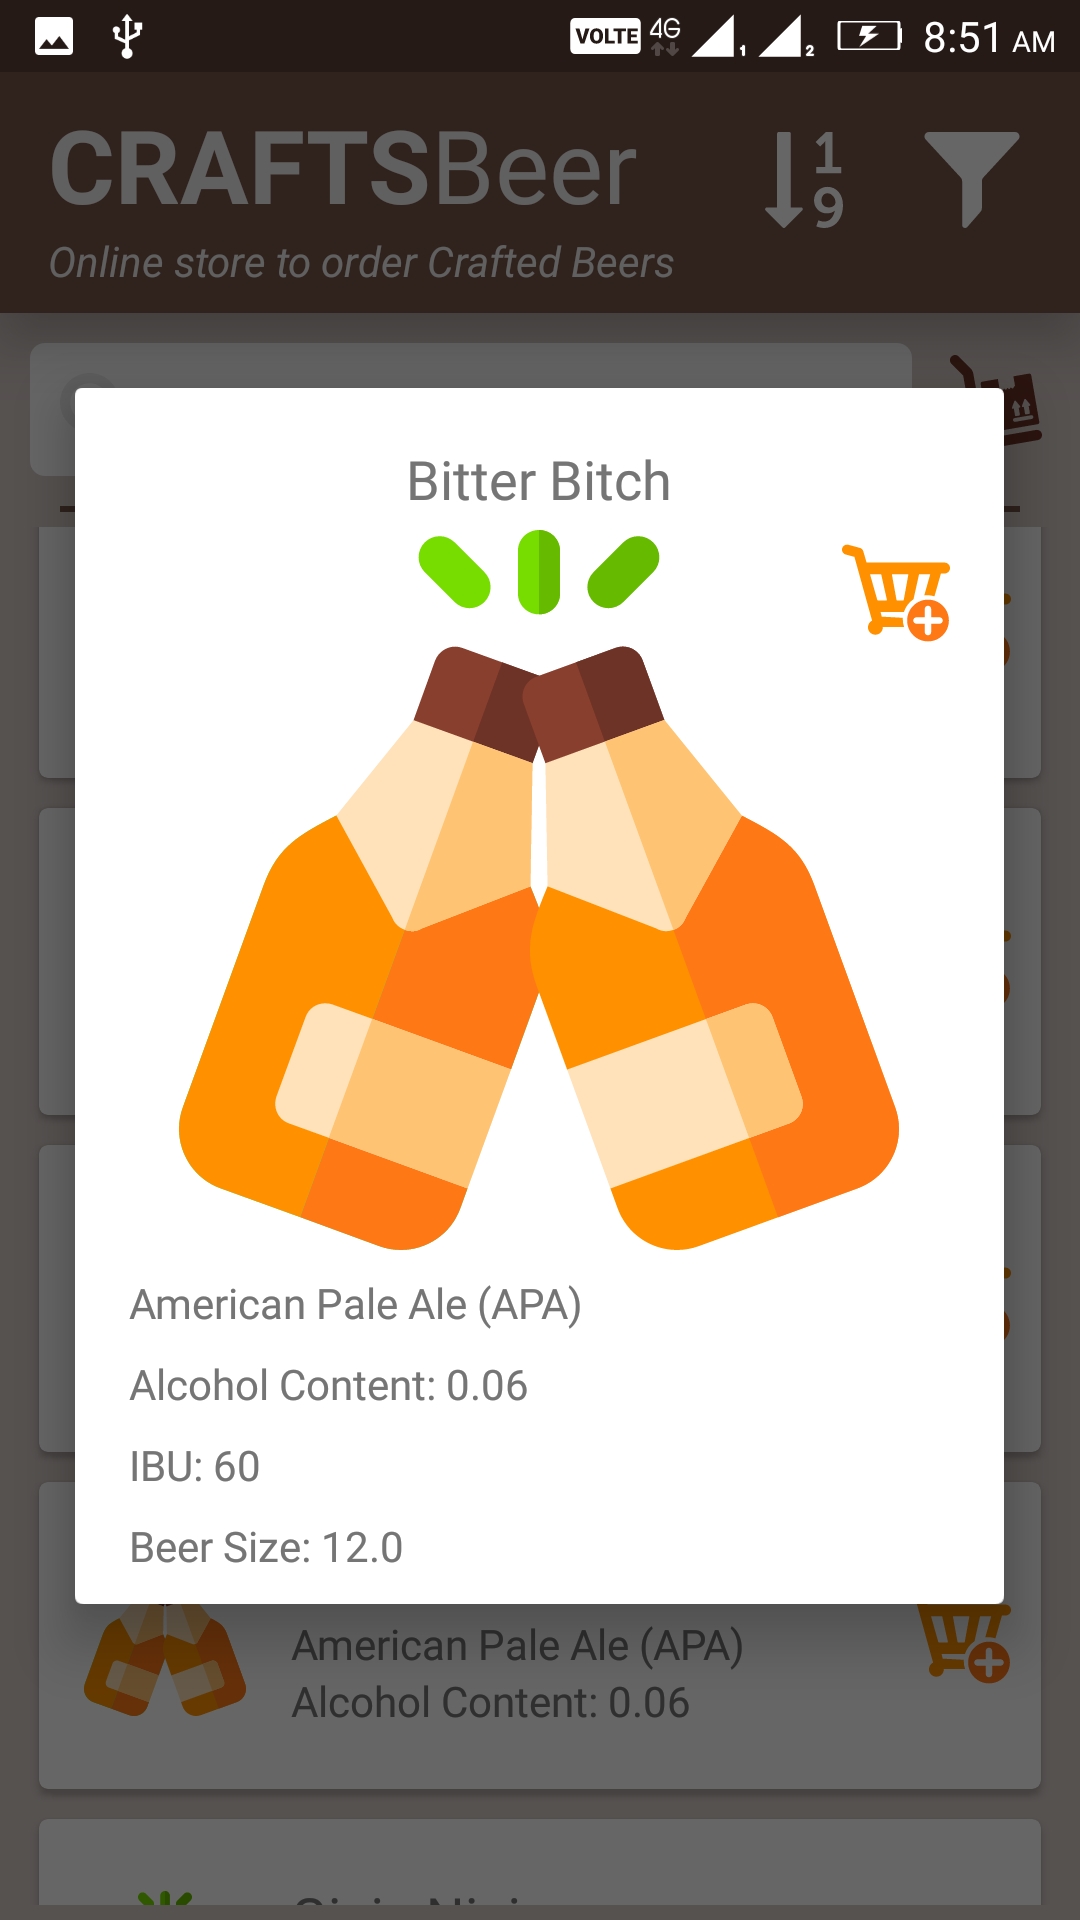 VOLTE 4G 1 2 8:51 AM
CRAFTSBeer
1
9
Online store to order Crafted Beers
Bitter Bitch
American Pale Ale (APA)
Alcohol Content: 0.06
IBU: 60
Beer Size: 12.0
American Pale Ale (APA)
Alcohol Content: 0.06